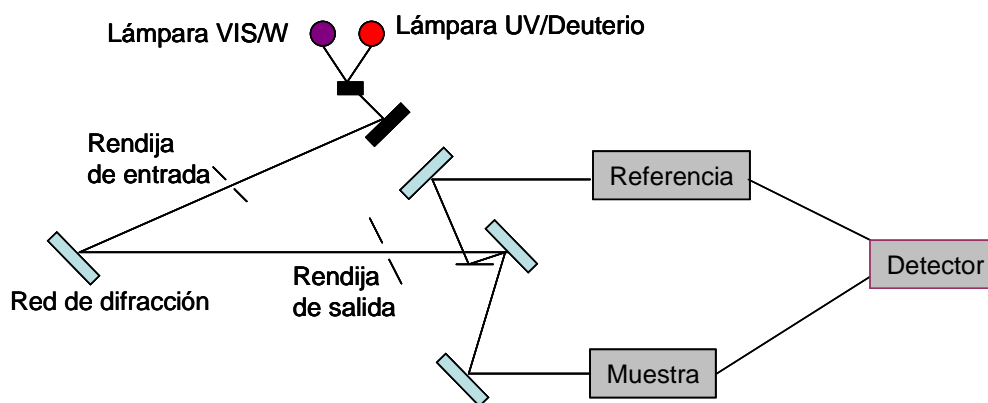 Lámpara VIS/W
Lámpara UV/Deuterio
Rendija
de entrada
Referencia
Detector
Rendija
de salida
Red de difracción
Muestra